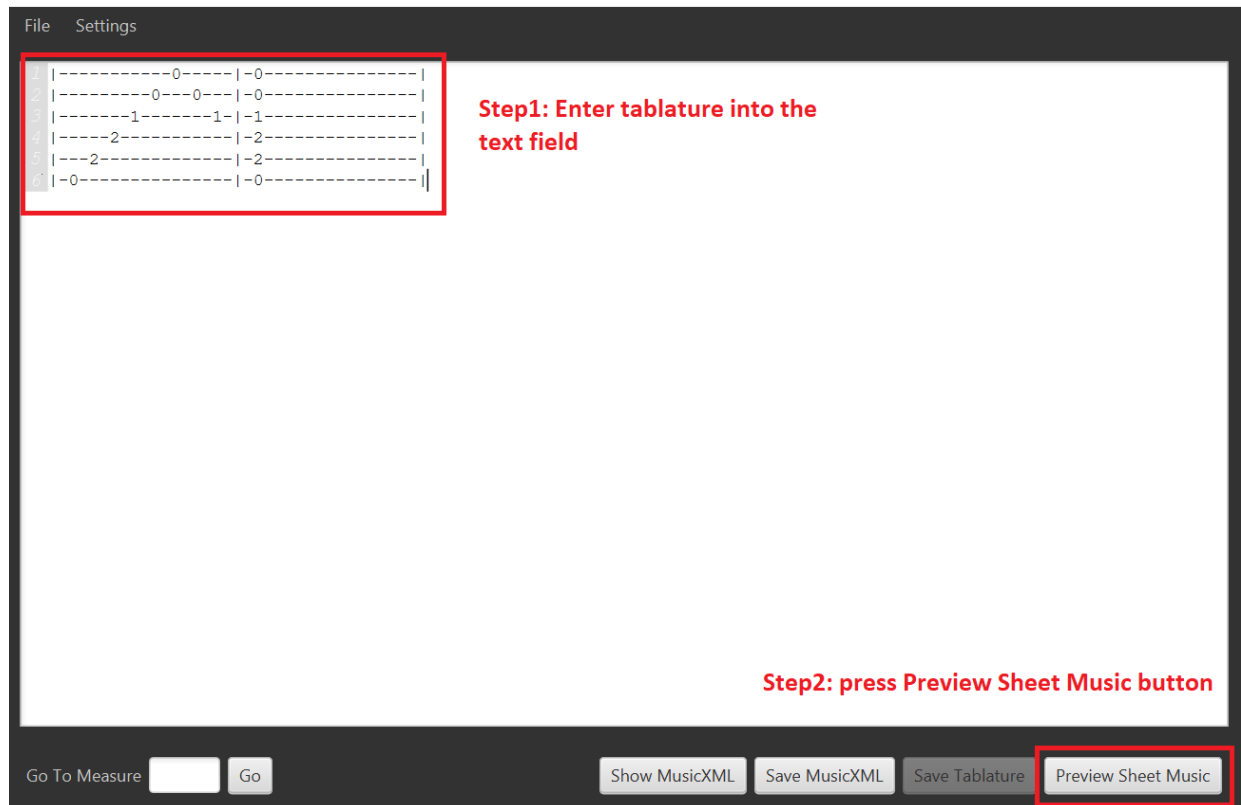 File Settings
1 |-----------0-----|-0---------------|
2 |---------0---0---|-0---------------|
3 |-------1-------1-|-1---------------|
4 |-----2-----------|-2---------------|
5 |---2-------------|-2---------------|
6 |-0---------------|-0---------------|
Step1: Enter tablature into the
text field
Step2: press Preview Sheet Music button
Go To Measure Go Show MusicXML Save MusicXML Save Tablature Preview Sheet Music